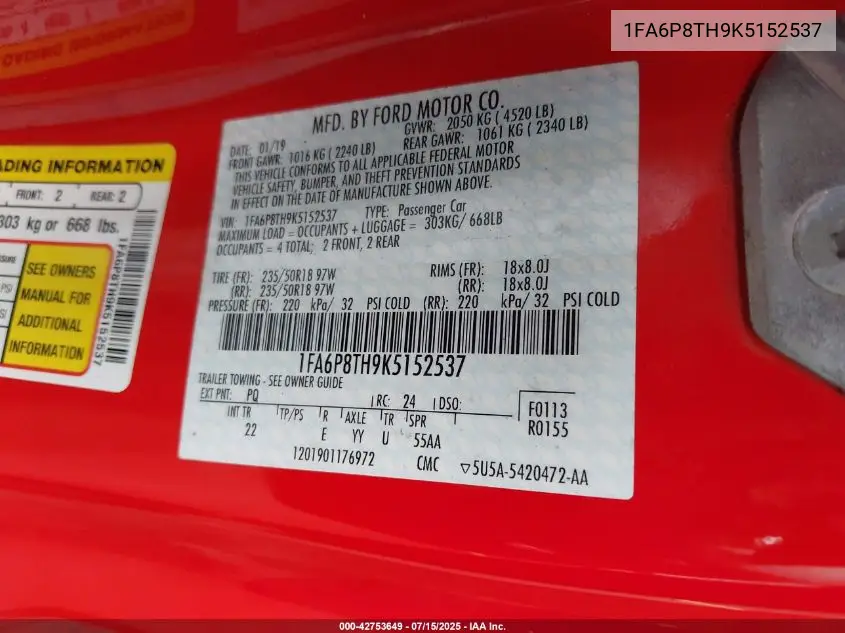 1FA6P8TH9K5152537
MFD. BY FORD MOTOR CO.
DATE: 01/19
GVWR: 2050 KG ( 4520 LB)
FRONT GAWR: 1016 KG ( 2240 LB)
REAR GAWR: 1061 KG ( 2340 LB)
THIS VEHICLE CONFORMS TO ALL APPLICABLE FEDERAL MOTOR
VEHICLE SAFETY, BUMPER, AND THEFT PREVENTION STANDARDS
IN EFFECT ON THE DATE OF MANUFACTURE SHOWN ABOVE.
VIN: 1FA6P8TH9K5152537 TYPE: Passenger Car
MAXIMUM LOAD = OCCUPANTS + LUGGAGE = 303KG/ 668LB
OCCUPANTS = 4 TOTAL; 2 FRONT, 2 REAR
TIRE (FR): 235/50R18 97W RIMS (FR): 18x8.0J
(RR): 235/50R18 97W (RR): 18x8.0J
PRESSURE (FR): 220 kPa/ 32 PSI COLD (RR): 220 kPa/ 32 PSI COLD
1FA6P8TH9K5152537
TRAILER TOWING - SEE OWNER GUIDE
EXT PNT: PQ RC: 24 DSO:
INT TR TP/PS R AXLE TR SPR
22 E YY U 55AA
F0113
R0155
1201901176972 CMC 5U5A-5420472-AA
ADING INFORMATION
FRONT: 2 REAR: 2
303 kg or 668 lbs.
SEE OWNERS
MANUAL FOR
ADDITIONAL
INFORMATION
1FA6P8TH9K5152537
000-42753649 - 07/15/2025 - IAA Inc.